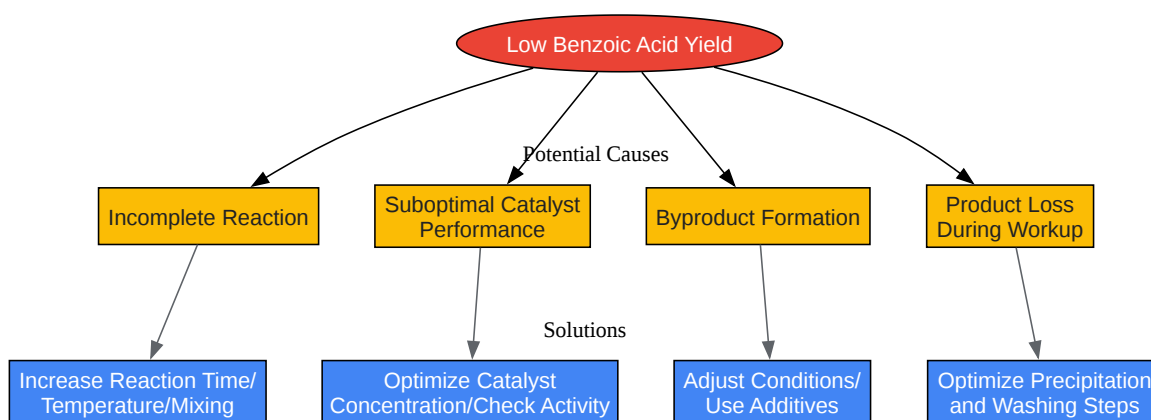 Low Benzoic Acid Yield
Potential Causes
Incomplete Reaction
Suboptimal Catalyst
Performance
Byproduct Formation
Product Loss
During Workup
Solutions
Increase Reaction Time/
Temperature/Mixing
Optimize Catalyst
Concentration/Check Activity
Adjust Conditions/
Use Additives
Optimize Precipitation
and Washing Steps